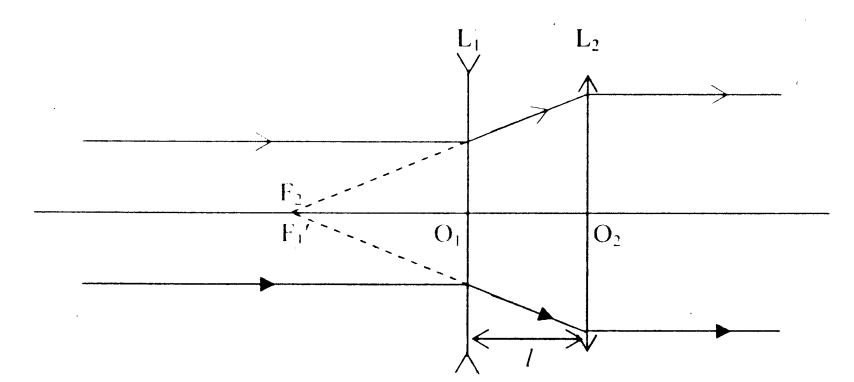 L₁ L₂
F₂
F₁′ O₁ O₂
l